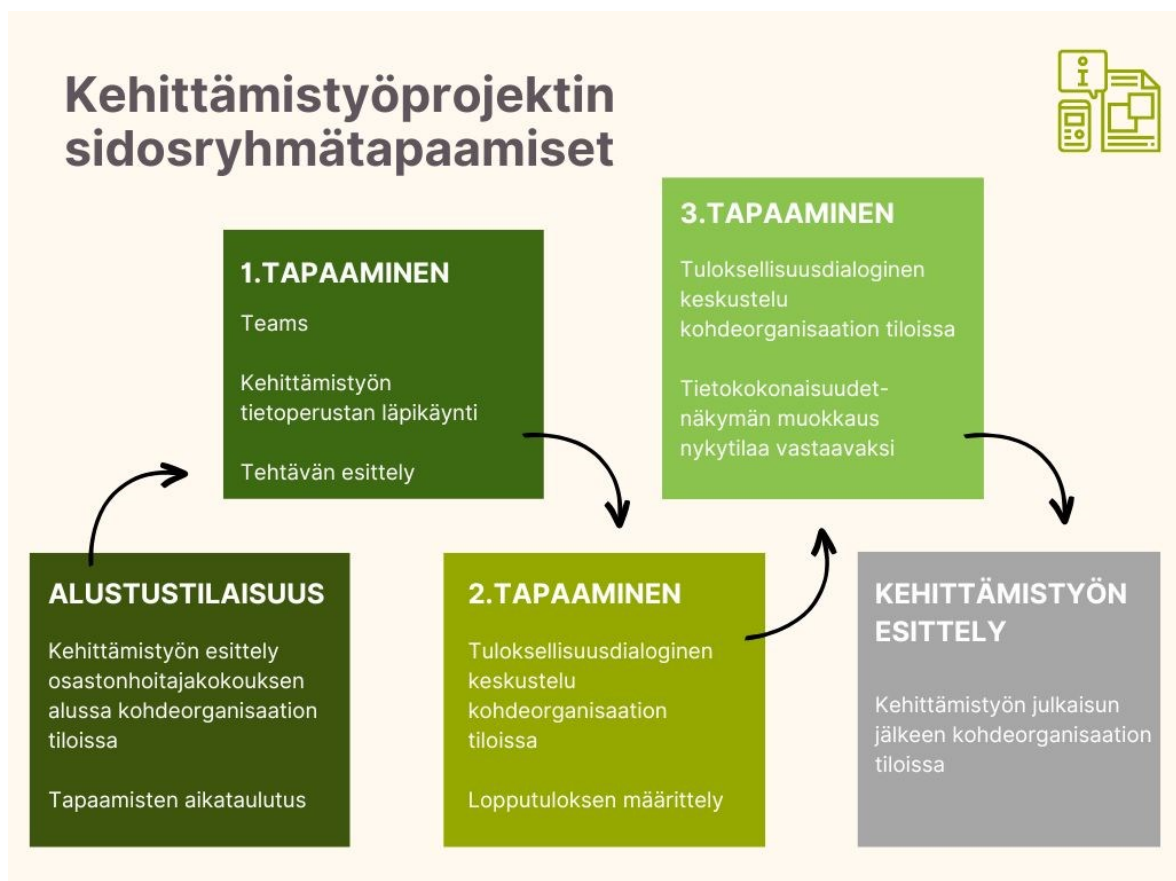 Kehittämistyöprojektin
sidosryhmätapaamiset
ALUSTUSTILAISUUS
Kehittämistyön esittely
osastonhoitajakokouksen
alussa kohdeorganisaation
tiloissa
Tapaamisten aikataulutus
1.TAPAAMINEN
Teams
Kehittämistyön
tietoperustan läpikäynti
Tehtävän esittely
2.TAPAAMINEN
Tuloksellisuusdialoginen
keskustelu
kohdeorganisaation
tiloissa
Lopputuloksen määrittely
3.TAPAAMINEN
Tuloksellisuusdialoginen
keskustelu
kohdeorganisaation tiloissa
Tietokokonaisuudet-
näkymän muokkaus
nykytilaa vastaavaksi
KEHITTÄMISTYÖN
ESITTELY
Kehittämistyön julkaisun
jälkeen kohdeorganisaation
tiloissa